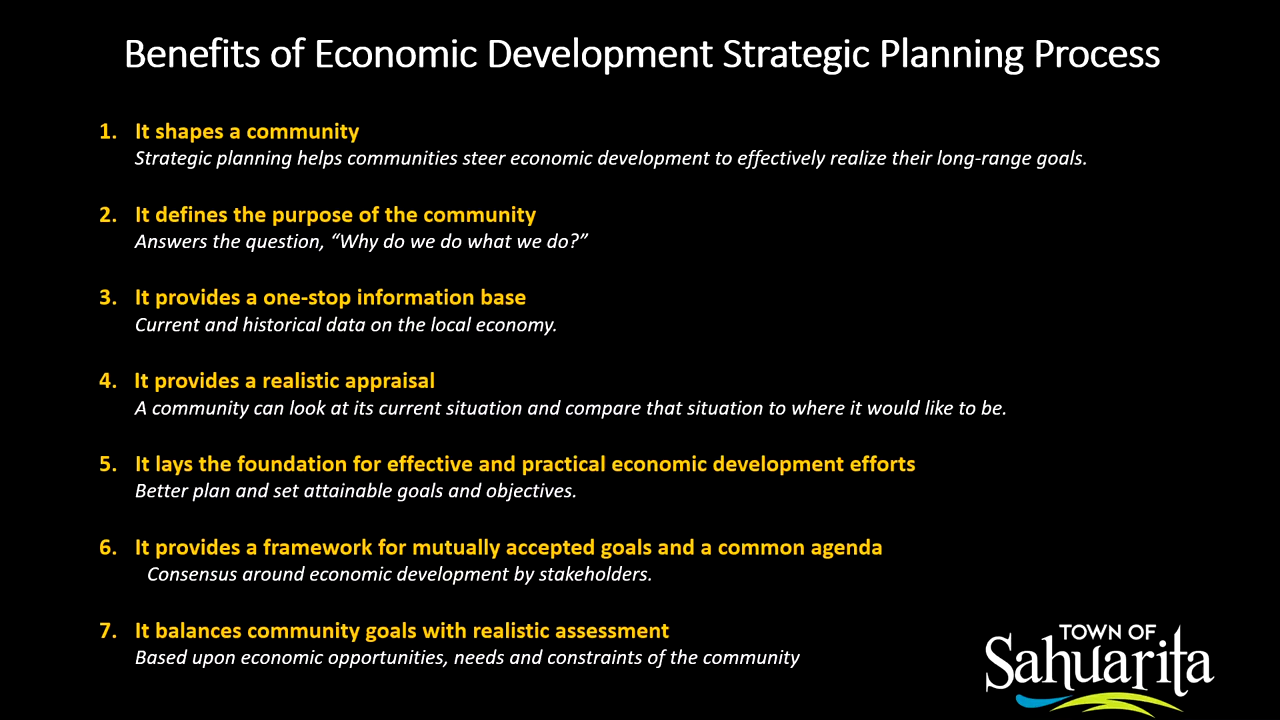 Benefits of Economic Development Strategic Planning Process
1. It shapes a community
Strategic planning helps communities steer economic development to effectively realize their long-range goals.
2. It defines the purpose of the community
Answers the question, “Why do we do what we do?”
3. It provides a one-stop information base
Current and historical data on the local economy.
4. It provides a realistic appraisal
A community can look at its current situation and compare that situation to where it would like to be.
5. It lays the foundation for effective and practical economic development efforts
Better plan and set attainable goals and objectives.
6. It provides a framework for mutually accepted goals and a common agenda
Consensus around economic development by stakeholders.
7. It balances community goals with realistic assessment
Based upon economic opportunities, needs and constraints of the community
TOWN OF
Sahuarita